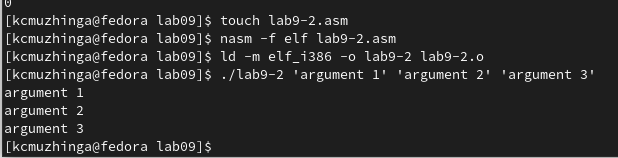 0
[kcmuzhinga@fedora lab09]$ touch lab9-2.asm
[kcmuzhinga@fedora lab09]$ nasm -f elf lab9-2.asm
[kcmuzhinga@fedora lab09]$ ld -m elf_i386 -o lab9-2 lab9-2.o
[kcmuzhinga@fedora lab09]$ ./lab9-2 'argument 1' 'argument 2' 'argument 3'
argument 1
argument 2
argument 3
[kcmuzhinga@fedora lab09]$